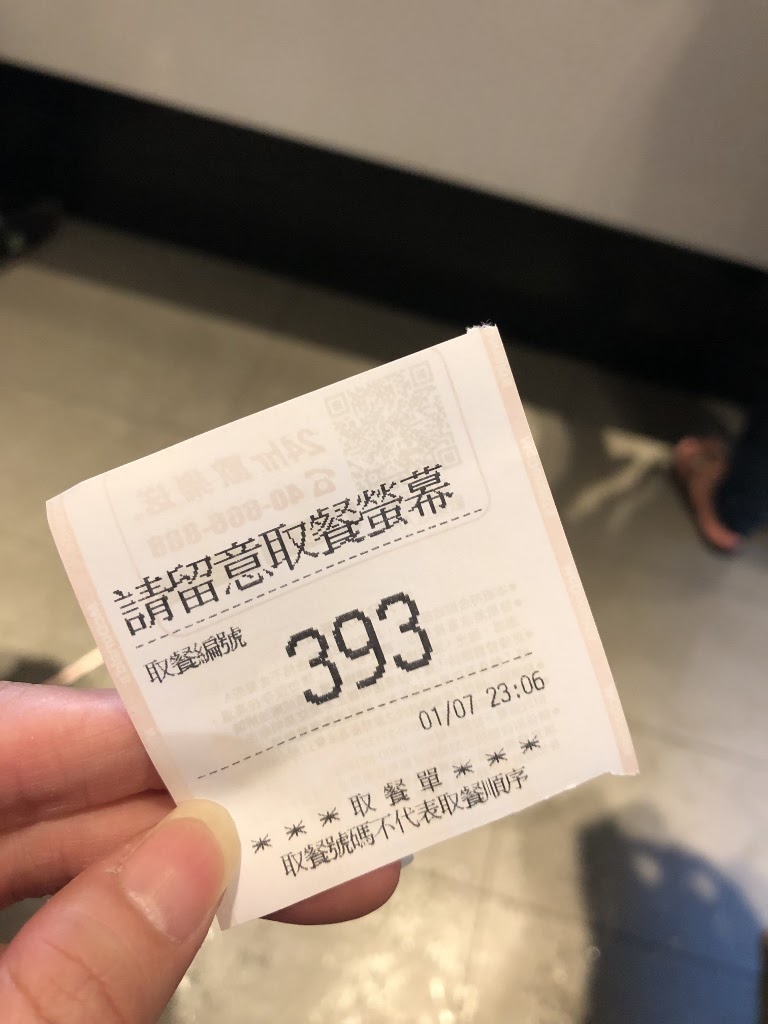 請留意取餐螢幕
取餐編號 393
01/07 23:06
* * * 取 餐 單 * * *
取餐號碼不代表取餐順序